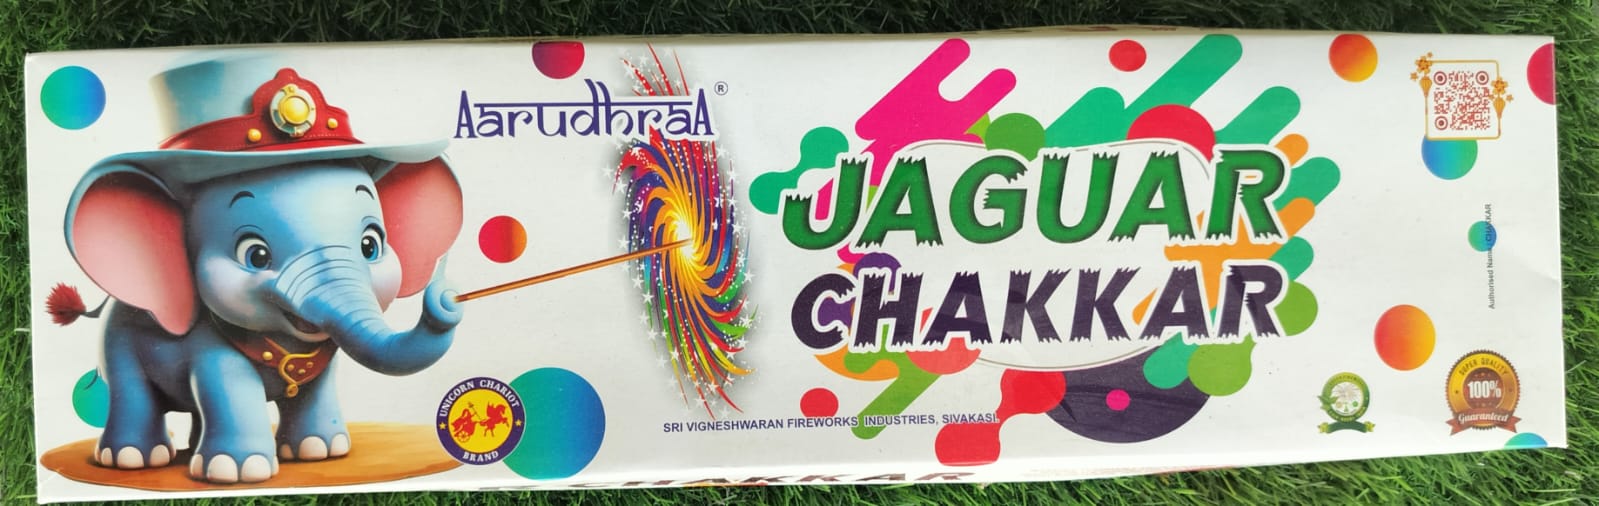 AarudhraA®
JAGUAR
CHAKKAR
SRI VIGNESHWARAN FIREWORKS INDUSTRIES, SIVAKASI.
UNICORN CHARIOT
BRAND
Authorised Name : CHAKKAR
SUPER QUALITY
100%
Guaranteed
CHAKKAR